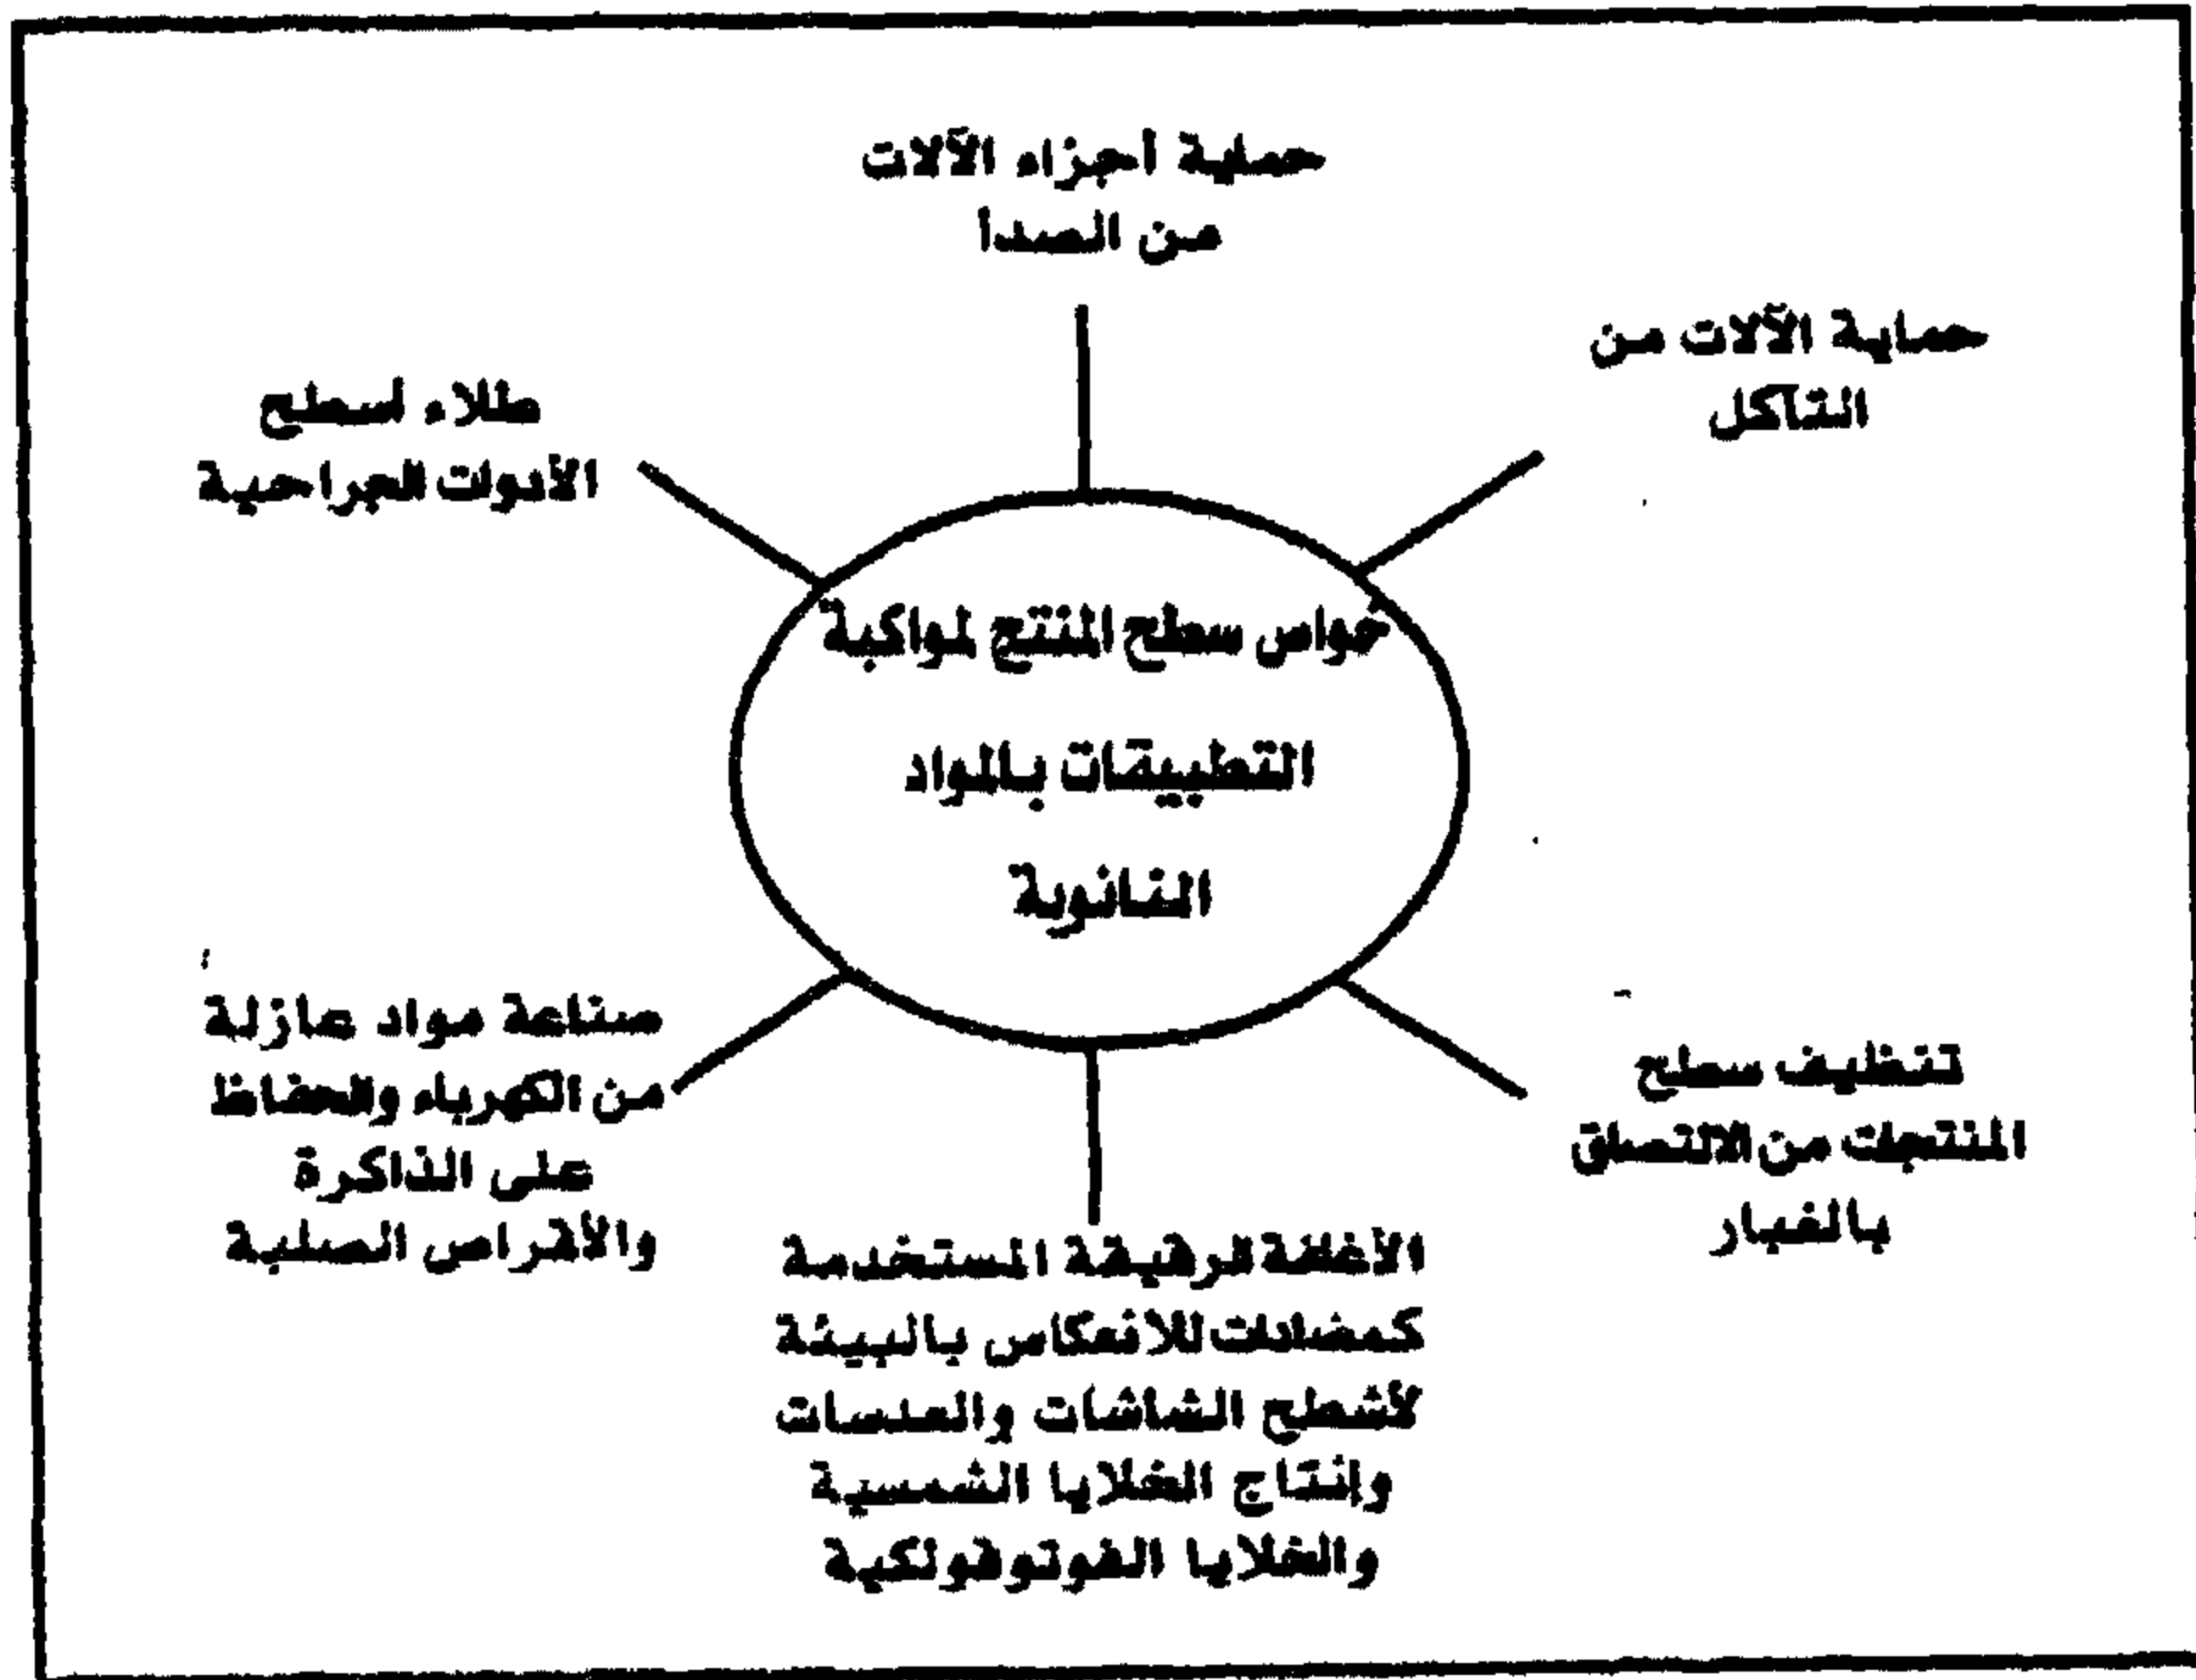 حماية أجزاء الآلات
من الصدأ
حماية الآلات من
التآكل
طلاء أسطح
الأدوات الجراحية
خواص سطح المنتج لمواكبة
التطبيقات بالمواد
النانوية
صناعة مواد عازلة
من الكهرباء والحفاظ
على الذاكرة
والأقراص الصلبة
تنظيف سطح
المنتجات من الالتصاق
بالغبار
الأغلفة الرقيقة المستخدمة
كمضادات للانعكاس بالبيئة
لأسطح الشاشات والعدسات
وإنتاج الخلايا الشمسية
والخلايا الفوتوفولكية